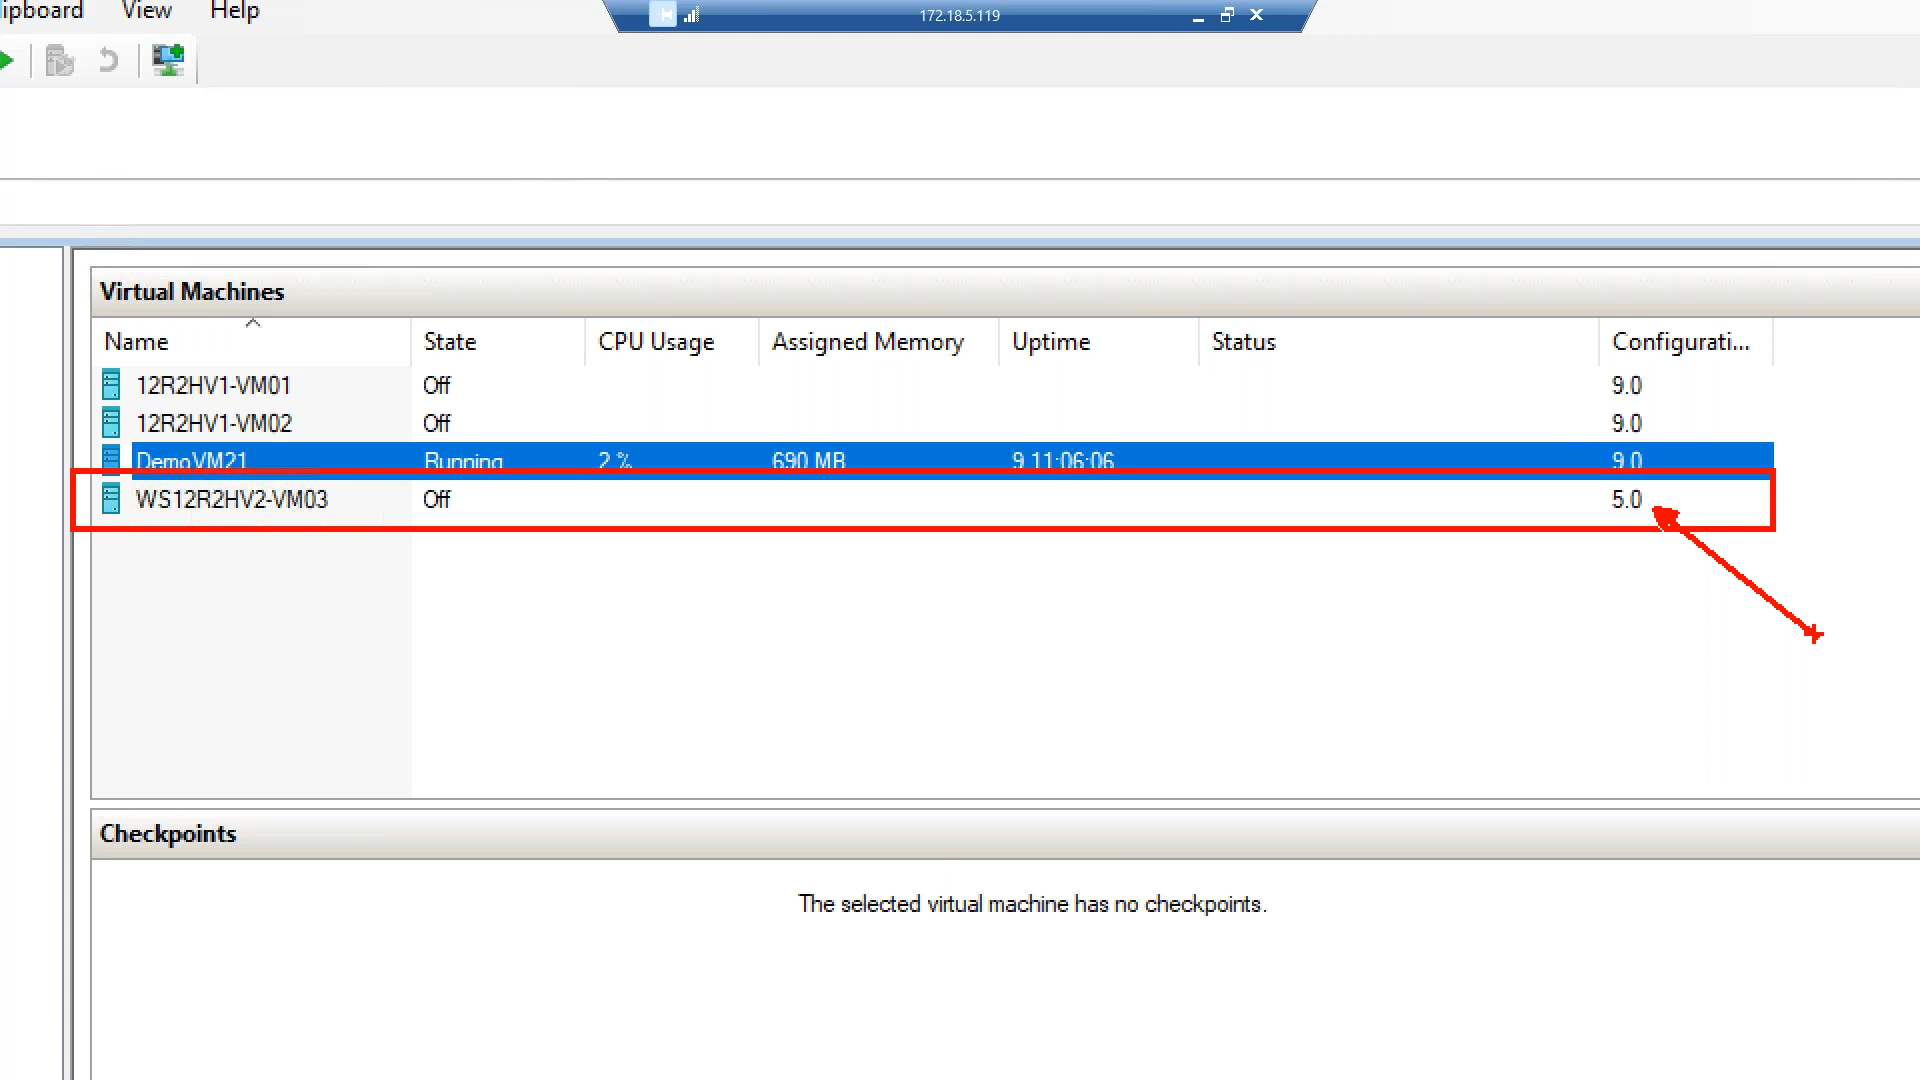 ipboard View Help
172.18.5.119
Virtual Machines
Name State CPU Usage Assigned Memory Uptime Status Configurati...
12R2HV1-VM01 Off 9.0
12R2HV1-VM02 Off 9.0
DemoVM21 Running 2 % 690 MB 9.11:06:06 9.0
WS12R2HV2-VM03 Off 5.0
Checkpoints
The selected virtual machine has no checkpoints.